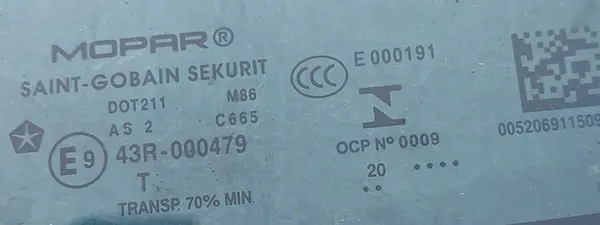 MOPAR®
SAINT-GOBAIN SEKURIT
DOT211 M86
AS 2 C665
E9 43R-000479
T
TRANSP. 70% MIN.
CCC E 000191
N
OCP Nº 0009
20
00520691150